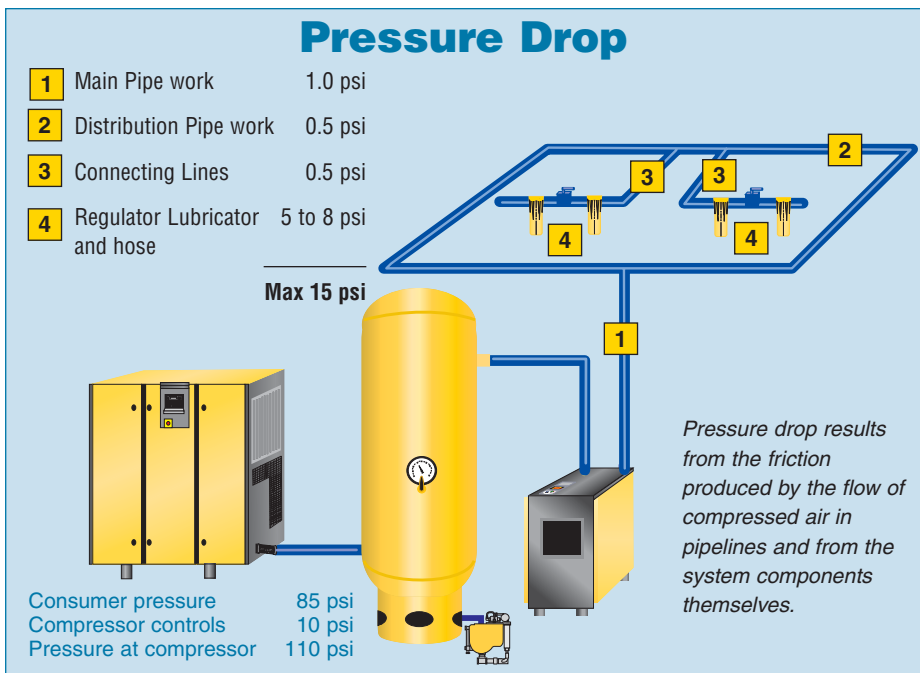 Pressure Drop
1 Main Pipe work 1.0 psi
2 Distribution Pipe work 0.5 psi
3 Connecting Lines 0.5 psi
4 Regulator Lubricator 5 to 8 psi
and hose
Max 15 psi
2
3 3
4 4
1
Pressure drop results
from the friction
produced by the flow of
compressed air in
pipelines and from the
system components
themselves.
Consumer pressure 85 psi
Compressor controls 10 psi
Pressure at compressor 110 psi